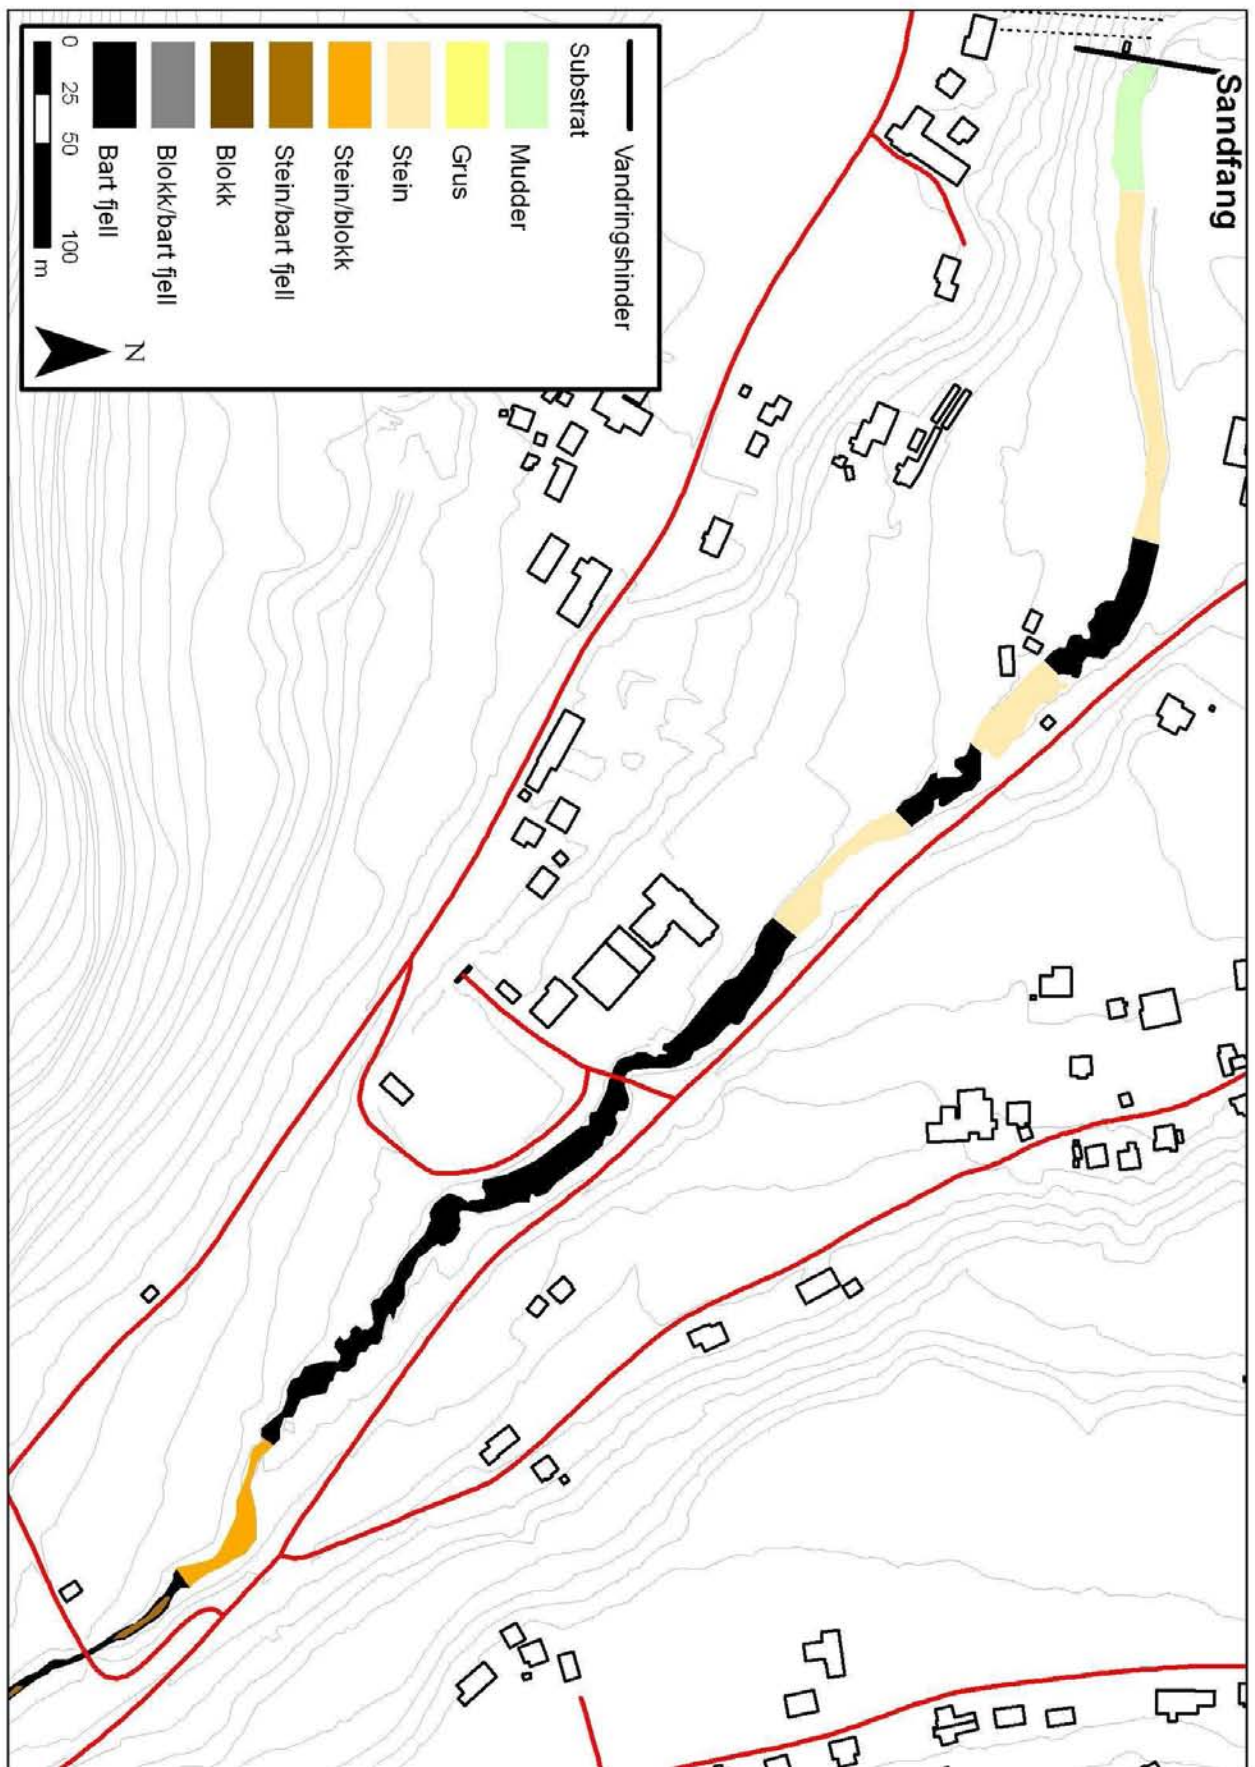 Sandfang
Vandringshinder
Substrat
Mudder
Grus
Stein
Stein/blokk
Stein/bart fjell
Blokk
Blokk/bart fjell
Bart fjell
0 25 50 100 m
N